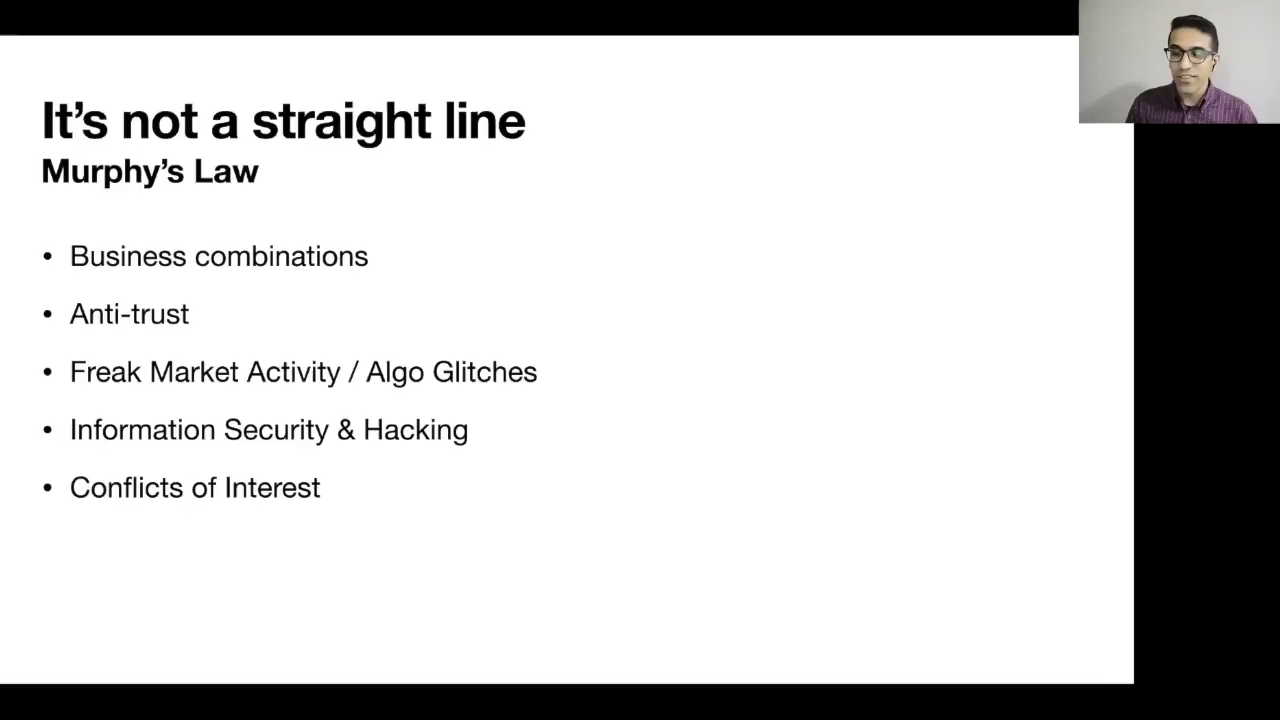 It’s not a straight line
Murphy’s Law
• Business combinations
• Anti-trust
• Freak Market Activity / Algo Glitches
• Information Security & Hacking
• Conflicts of Interest